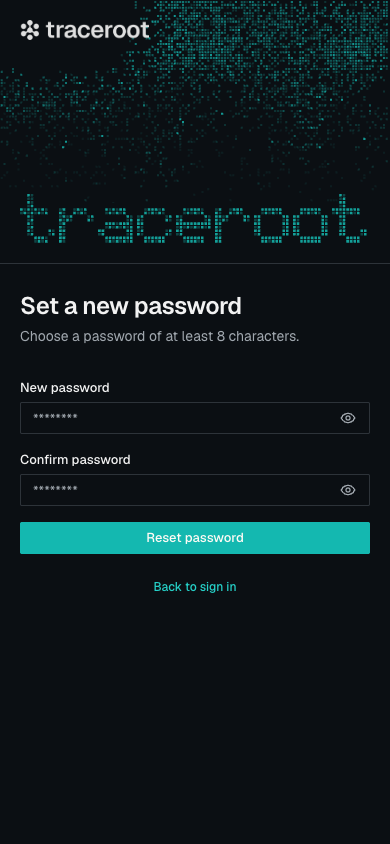 traceroot
traceroot
Set a new password
Choose a password of at least 8 characters.
New password
********
Confirm password
********
Reset password
Back to sign in